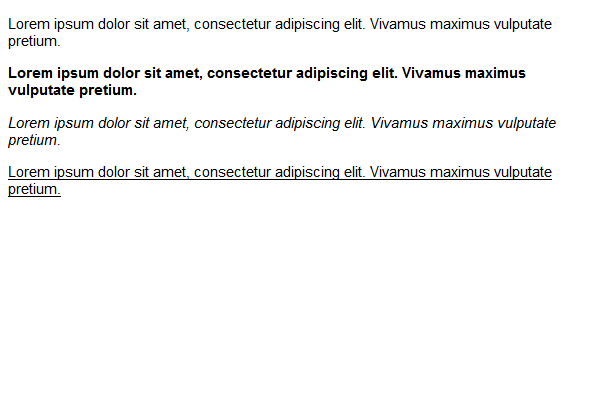 Lorem ipsum dolor sit amet, consectetur adipiscing elit. Vivamus maximus vulputate
pretium.
Lorem ipsum dolor sit amet, consectetur adipiscing elit. Vivamus maximus
vulputate pretium.
Lorem ipsum dolor sit amet, consectetur adipiscing elit. Vivamus maximus vulputate
pretium.
Lorem ipsum dolor sit amet, consectetur adipiscing elit. Vivamus maximus vulputate
pretium.